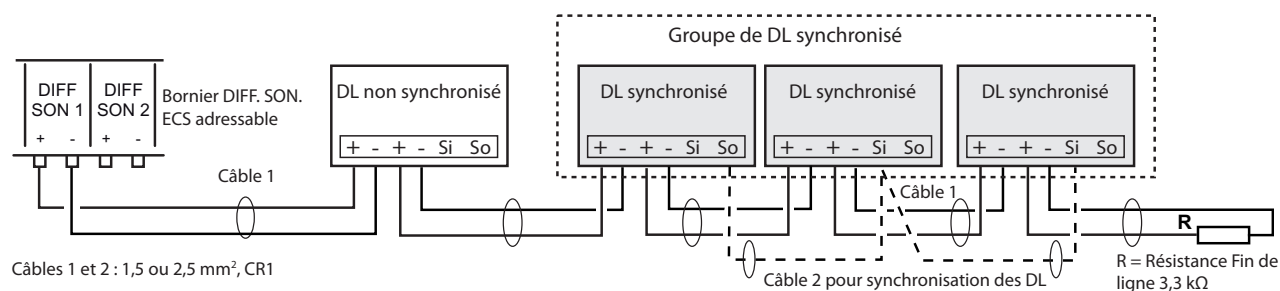 Groupe de DL synchronisé
DIFF SON 1
DIFF SON 2
+ - + -
Bornier DIFF. SON.
ECS adressable
DL non synchronisé
+ - + - Si So
DL synchronisé
+ - + - Si So
DL synchronisé
+ - + - Si So
DL synchronisé
+ - + - Si So
Câble 1
Câble 1
R
Câbles 1 et 2 : 1,5 ou 2,5 mm², CR1
Câble 2 pour synchronisation des DL
R = Résistance Fin de
ligne 3,3 kΩ